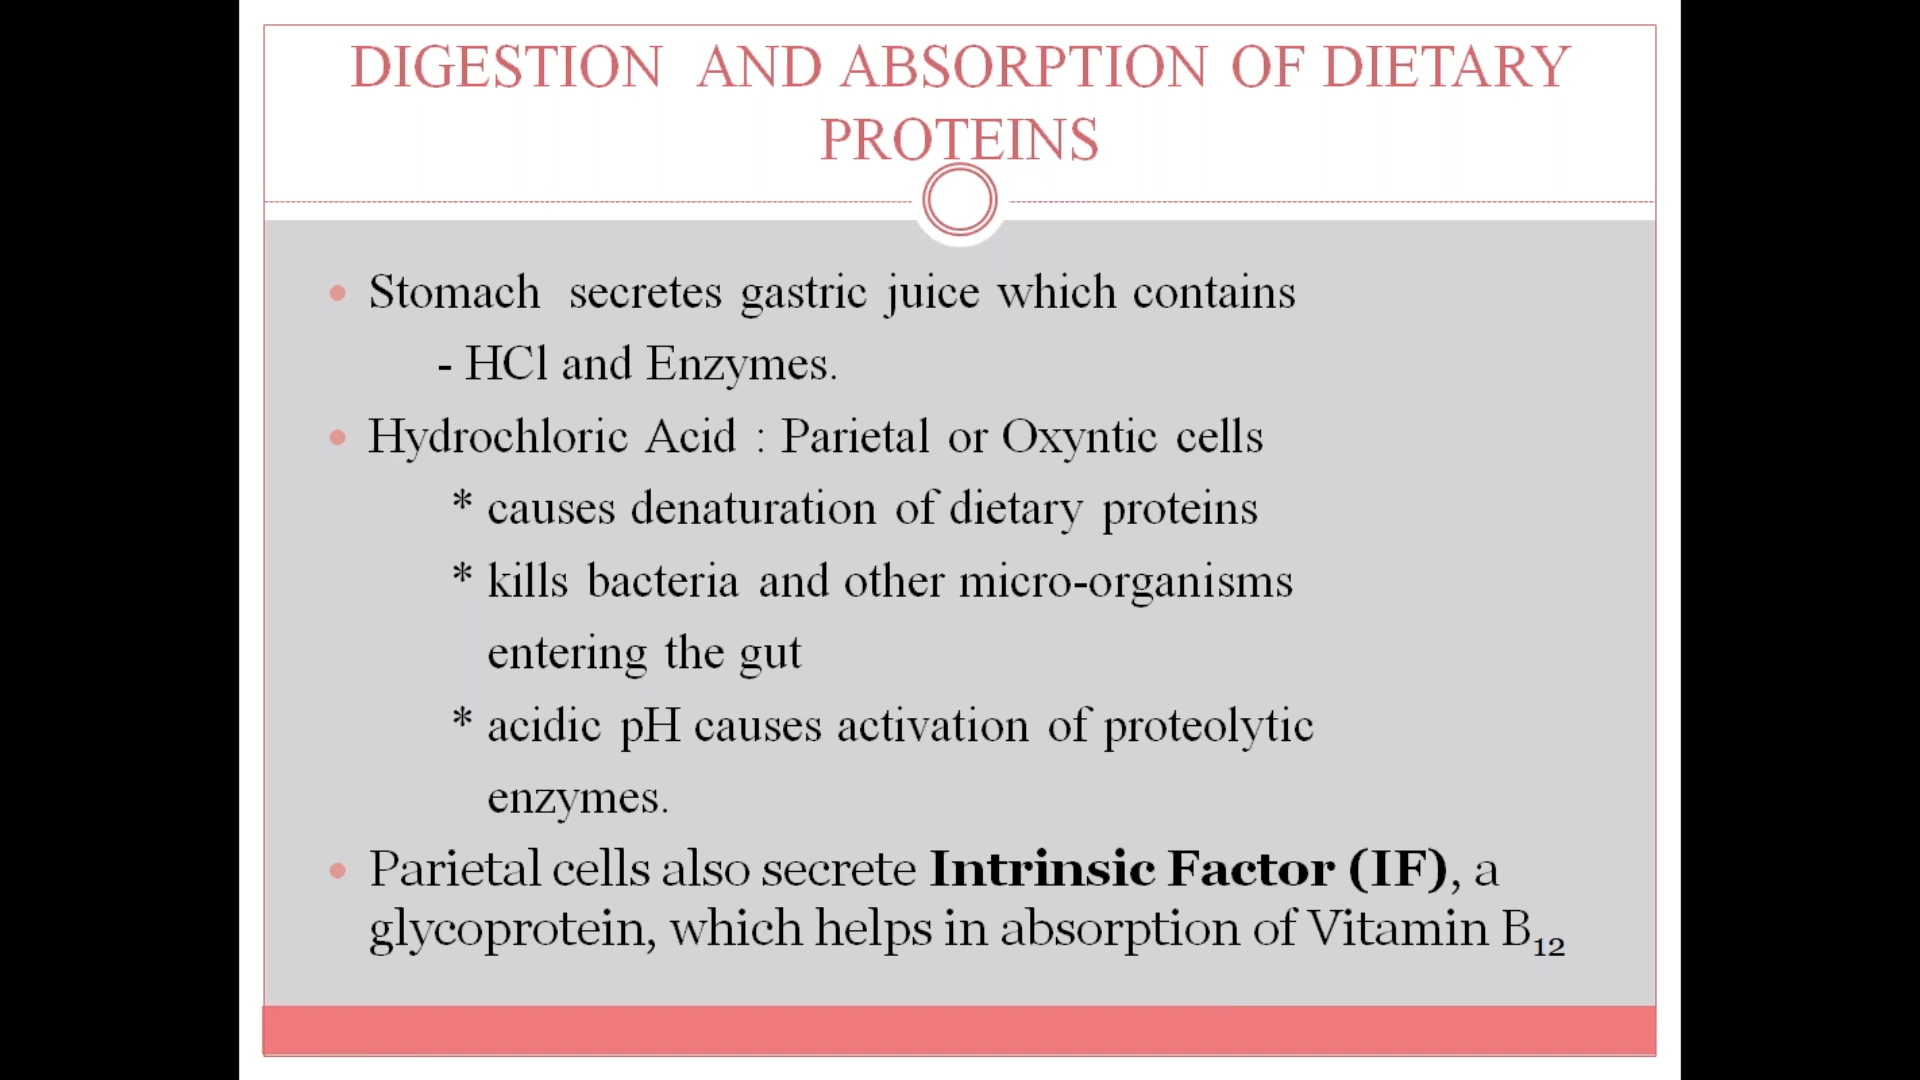 DIGESTION AND ABSORPTION OF DIETARY
PROTEINS
• Stomach secretes gastric juice which contains
- HCl and Enzymes.
• Hydrochloric Acid : Parietal or Oxyntic cells
* causes denaturation of dietary proteins
* kills bacteria and other micro-organisms
entering the gut
* acidic pH causes activation of proteolytic
enzymes.
• Parietal cells also secrete Intrinsic Factor (IF), a
glycoprotein, which helps in absorption of Vitamin B₁₂